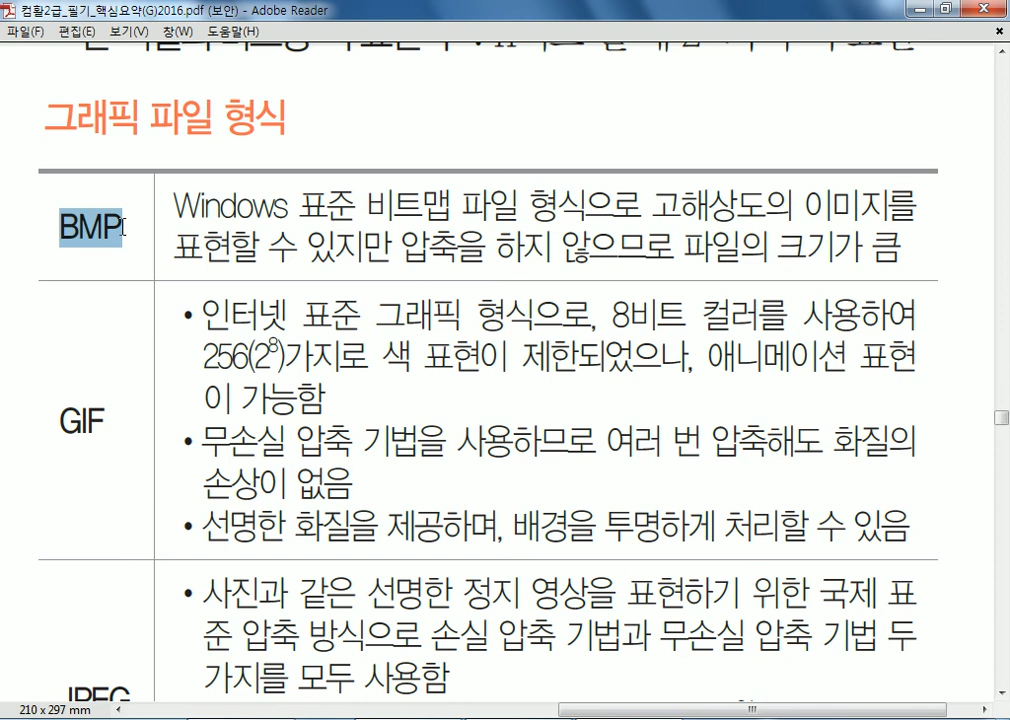 컴활2급_필기_핵심요약(G)2016.pdf (보안) - Adobe Reader
파일(F) 편집(E) 보기(V) 창(W) 도움말(H)
그래픽 파일 형식
BMP
Windows 표준 비트맵 파일 형식으로 고해상도의 이미지를
표현할 수 있지만 압축을 하지 않으므로 파일의 크기가 큼
GIF
• 인터넷 표준 그래픽 형식으로, 8비트 컬러를 사용하여
256(2⁸)가지로 색 표현이 제한되었으나, 애니메이션 표현
이 가능함
• 무손실 압축 기법을 사용하므로 여러 번 압축해도 화질의
손상이 없음
• 선명한 화질을 제공하며, 배경을 투명하게 처리할 수 있음
JPEG
• 사진과 같은 선명한 정지 영상을 표현하기 위한 국제 표
준 압축 방식으로 손실 압축 기법과 무손실 압축 기법 두
가지를 모두 사용함
210 x 297 mm